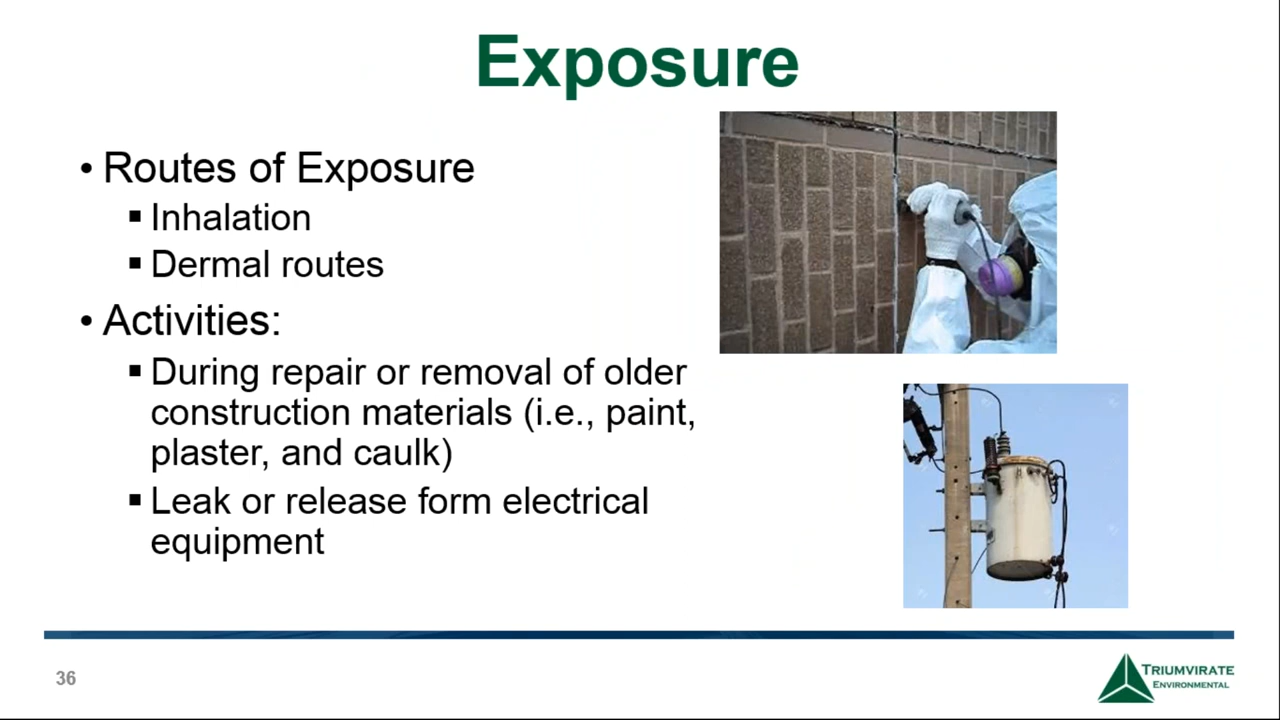 Exposure
• Routes of Exposure
▪ Inhalation
▪ Dermal routes
• Activities:
▪ During repair or removal of older
construction materials (i.e., paint,
plaster, and caulk)
▪ Leak or release form electrical
equipment
36
TRIUMVIRATE
ENVIRONMENTAL